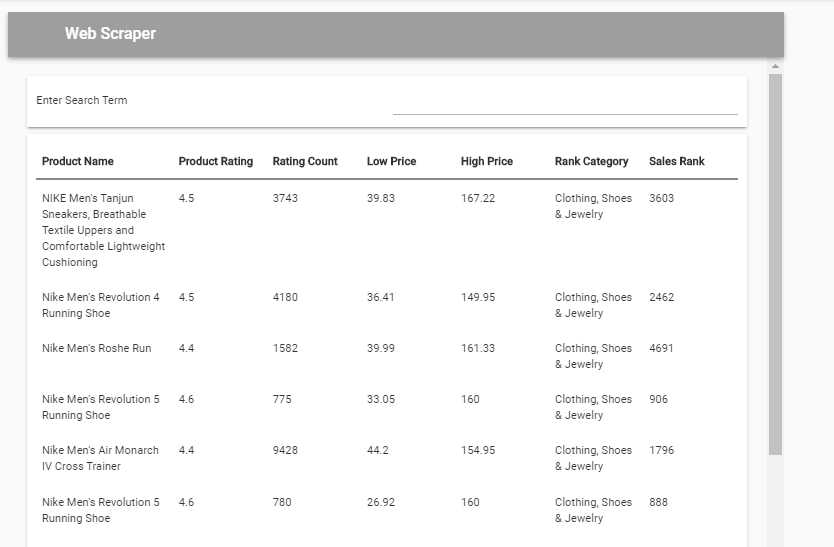 Web Scraper
Enter Search Term
Product Name Product Rating Rating Count Low Price High Price Rank Category Sales Rank
NIKE Men's Tanjun 4.5 3743 39.83 167.22 Clothing, Shoes 3603
Sneakers, Breathable & Jewelry
Textile Uppers and
Comfortable Lightweight
Cushioning
Nike Men's Revolution 4 4.5 4180 36.41 149.95 Clothing, Shoes 2462
Running Shoe & Jewelry
Nike Men's Roshe Run 4.4 1582 39.99 161.33 Clothing, Shoes 4691
& Jewelry
Nike Men's Revolution 5 4.6 775 33.05 160 Clothing, Shoes 906
Running Shoe & Jewelry
Nike Men's Air Monarch 4.4 9428 44.2 154.95 Clothing, Shoes 1796
IV Cross Trainer & Jewelry
Nike Men's Revolution 5 4.6 780 26.92 160 Clothing, Shoes 888
Running Shoe & Jewelry